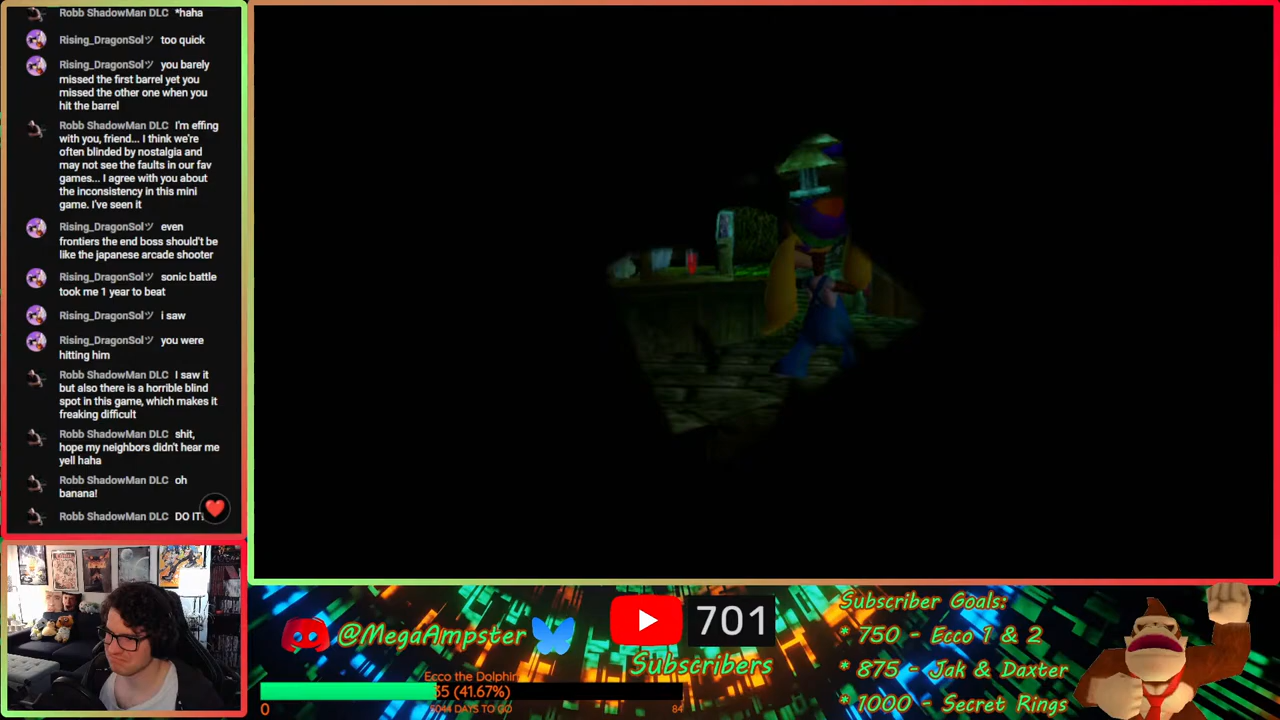 Robb ShadowMan DLC *haha
Rising_DragonSolツ too quick
Rising_DragonSolツ you barely
missed the first barrel yet you
missed the other one when you
hit the barrel
Robb ShadowMan DLC I'm effing
with you, friend... I think we're
often blinded by nostalgia and
may not see the faults in our fav
games... I agree with you about
the inconsistency in this mini
game. I've seen it
Rising_DragonSolツ even
frontiers the end boss should't be
like the japanese arcade shooter
Rising_DragonSolツ sonic battle
took me 1 year to beat
Rising_DragonSolツ i saw
Rising_DragonSolツ you were
hitting him
Robb ShadowMan DLC I saw it
but also there is a horrible blind
spot in this game, which makes it
freaking difficult
Robb ShadowMan DLC shit,
hope my neighbors didn't hear me
yell haha
Robb ShadowMan DLC oh
banana!
Robb ShadowMan DLC DO IT!
@MegaAmpster
701
Subscribers
Ecco the Dolphin
35 (41.67%)
0
DAYS TO GO
84
Subscriber Goals:
* 750 - Ecco 1 & 2
* 875 - Jak & Daxter
* 1000 - Secret Rings